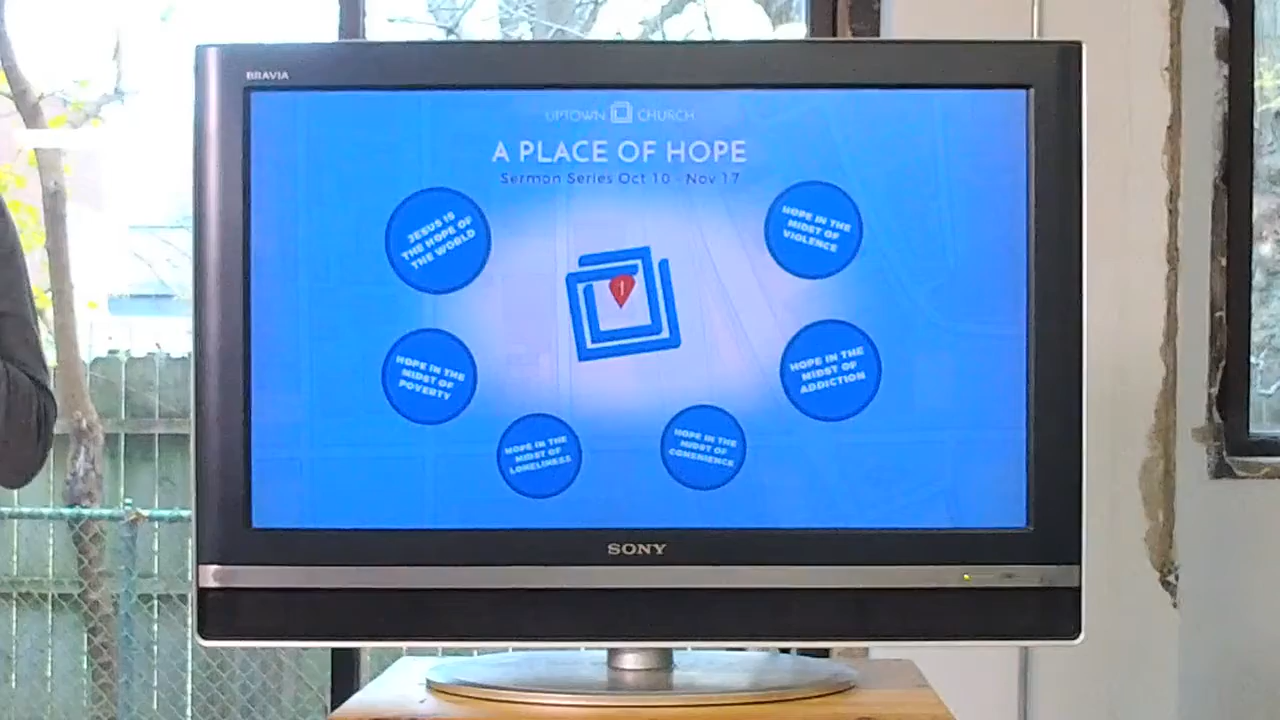 BRAVIA
UPTOWN CHURCH
A PLACE OF HOPE
Sermon Series Oct 10 - Nov 17
JESUS IS
THE HOPE OF
THE WORLD
HOPE IN THE
MIDST OF
VIOLENCE
HOPE IN THE
MIDST OF
POVERTY
HOPE IN THE
MIDST OF
ADDICTION
HOPE IN THE
MIDST OF
LONELINESS
HOPE IN THE
MIDST OF
CONENIENCE
SONY